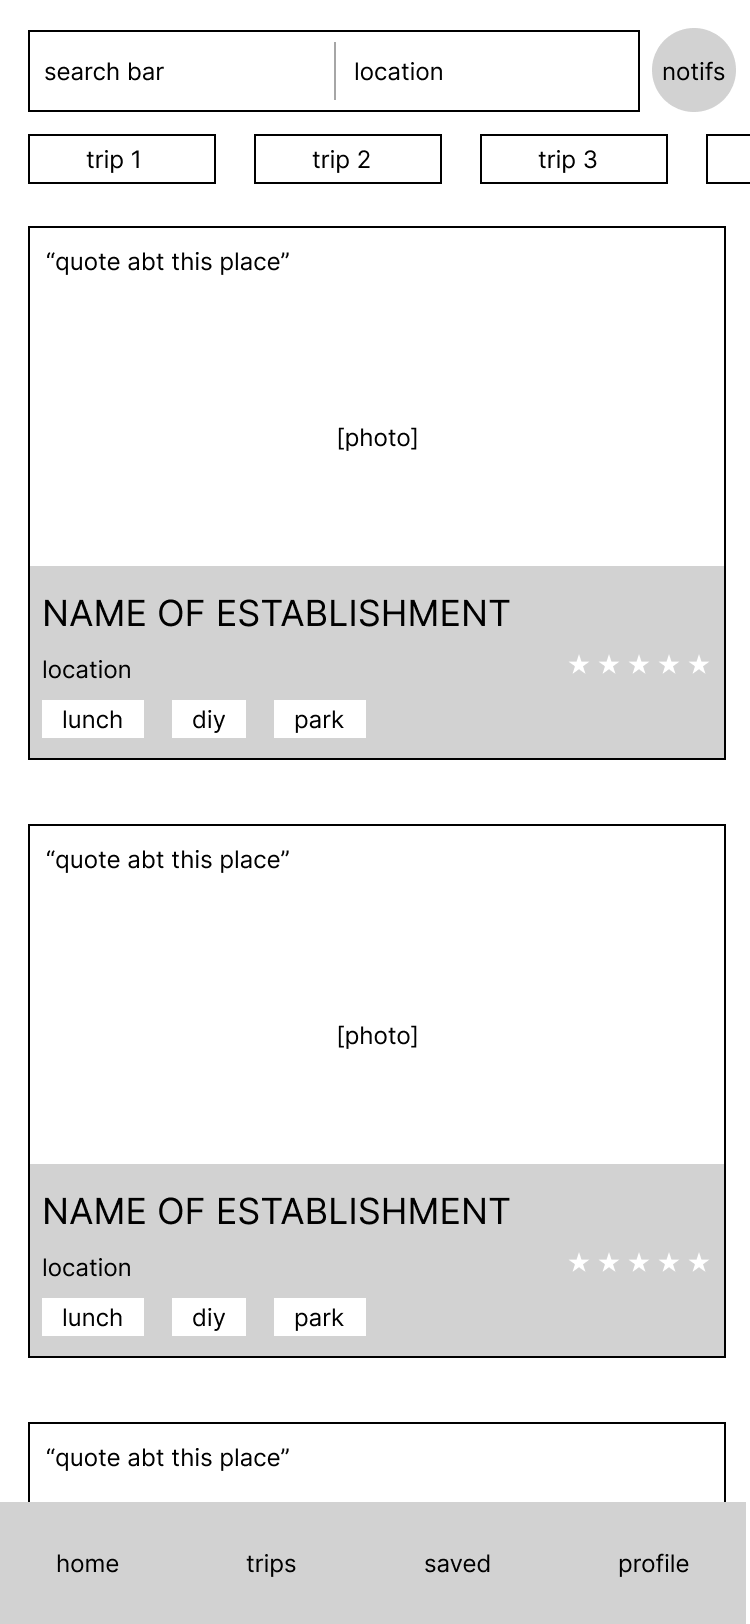 search bar location notifs
trip 1 trip 2 trip 3
“quote abt this place”
[photo]
NAME OF ESTABLISHMENT
location ★ ★ ★ ★ ★
lunch diy park
“quote abt this place”
[photo]
NAME OF ESTABLISHMENT
location ★ ★ ★ ★ ★
lunch diy park
“quote abt this place”
home trips saved profile